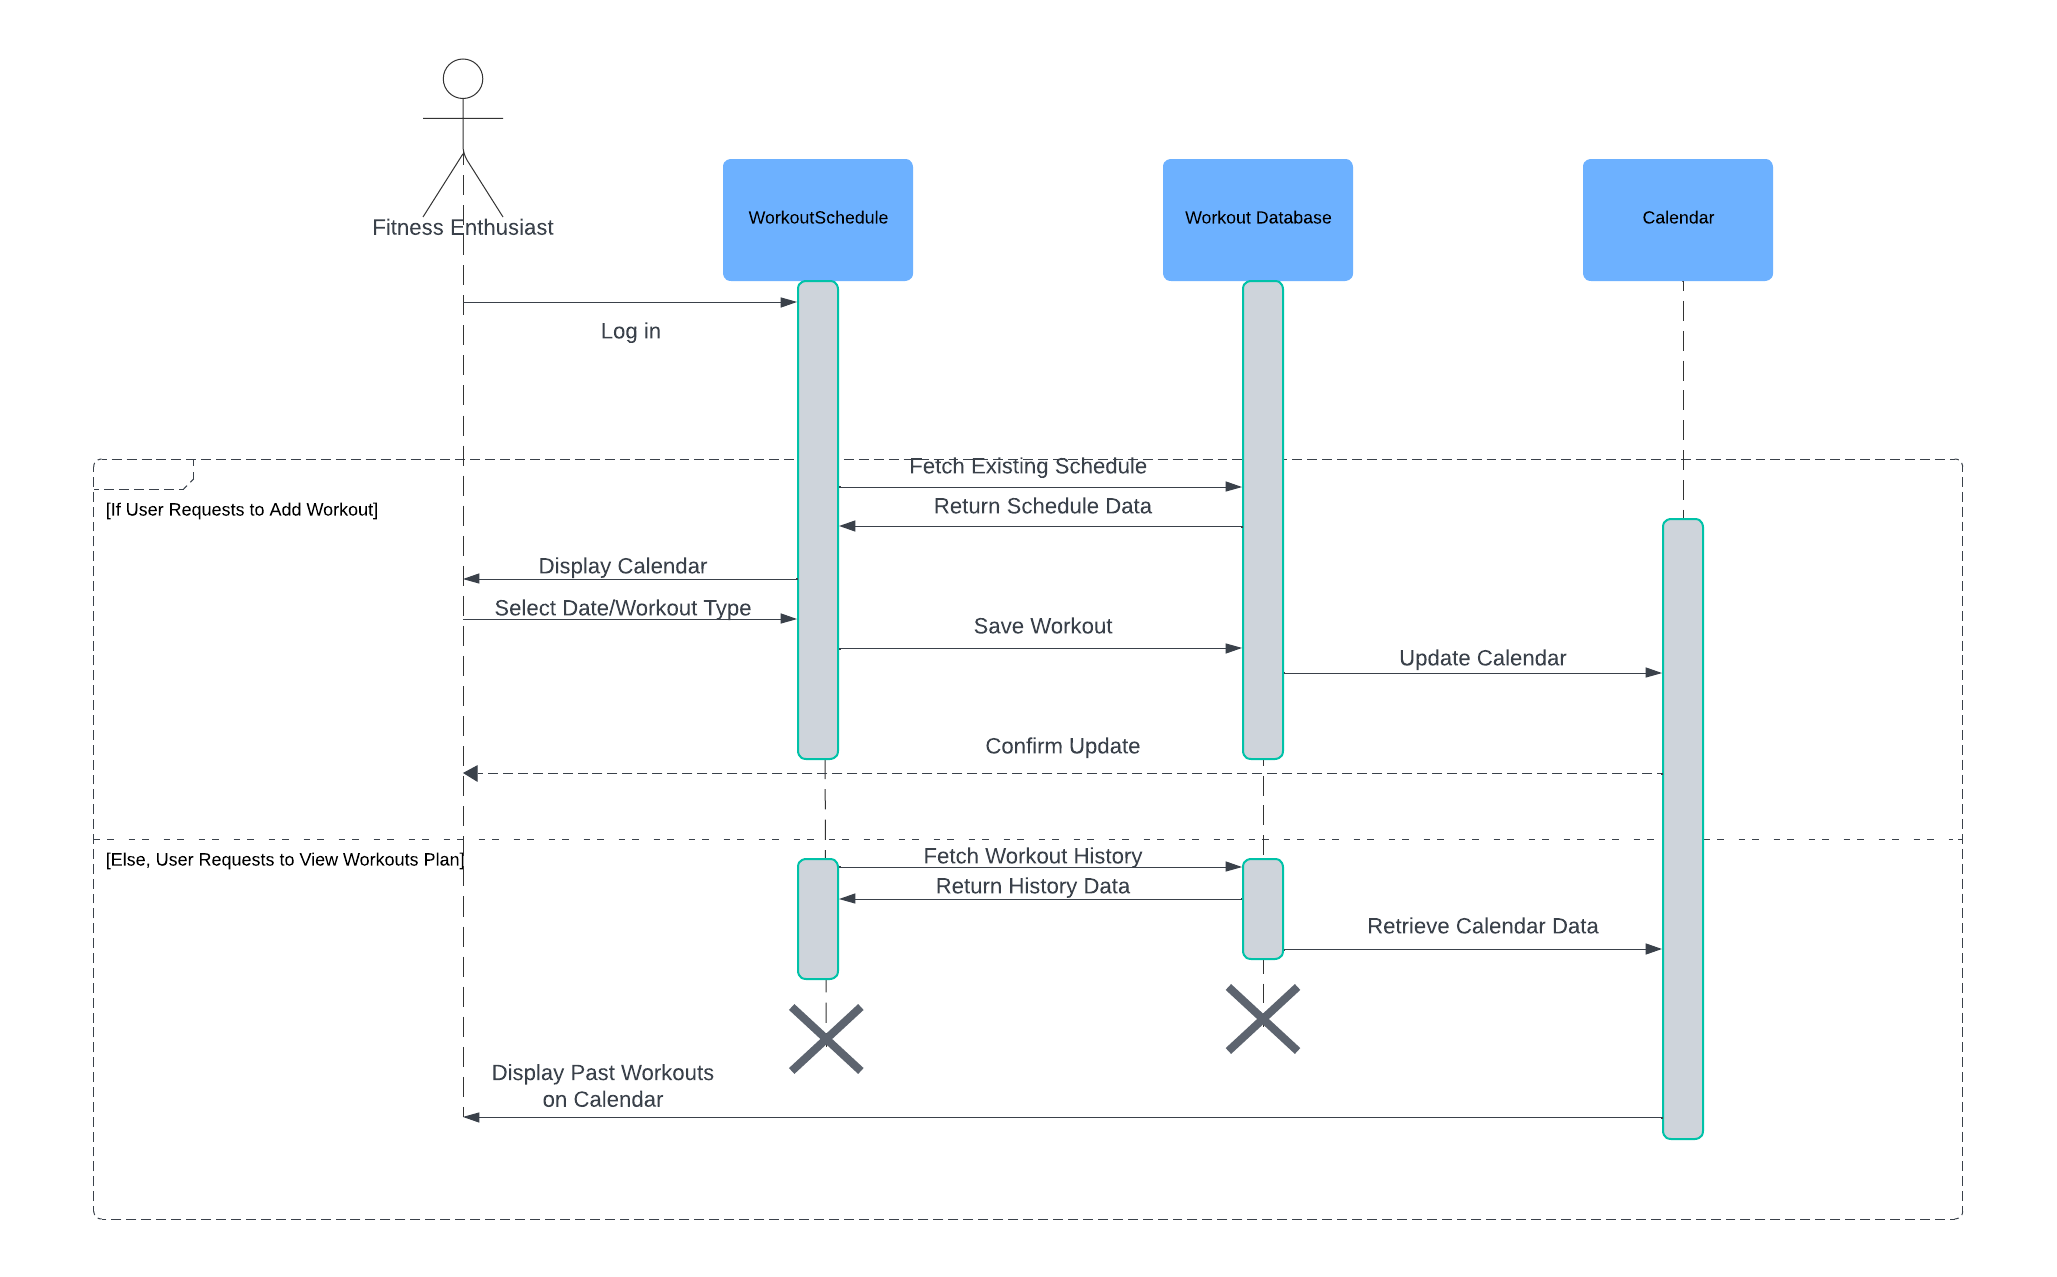 Fitness Enthusiast
WorkoutSchedule
Workout Database
Calendar
Log in
Fetch Existing Schedule
[If User Requests to Add Workout]
Return Schedule Data
Display Calendar
Select Date/Workout Type
Save Workout
Update Calendar
Confirm Update
[Else, User Requests to View Workouts Plan]
Fetch Workout History
Return History Data
Retrieve Calendar Data
Display Past Workouts
on Calendar